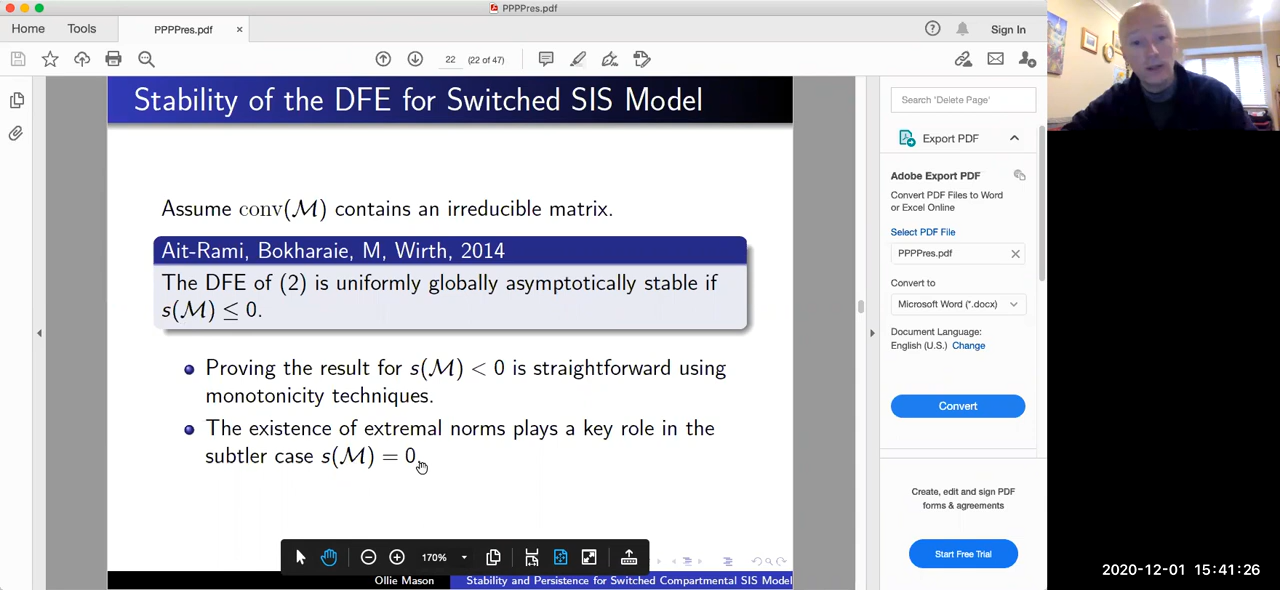 PPPPres.pdf
Home
Tools
PPPPres.pdf
×
Sign In
22
(22 of 47)
Stability of the DFE for Switched SIS Model
Assume conv(ℳ) contains an irreducible matrix.
Ait-Rami, Bokharaie, M, Wirth, 2014
The DFE of (2) is uniformly globally asymptotically stable if
s(ℳ) ≤ 0.
Proving the result for s(ℳ) < 0 is straightforward using
monotonicity techniques.
The existence of extremal norms plays a key role in the
subtler case s(ℳ) = 0.
170%
Ollie Mason
Stability and Persistence for Switched Compartmental SIS Model
Search 'Delete Page'
Export PDF
Adobe Export PDF
Convert PDF Files to Word
or Excel Online
Select PDF File
PPPPres.pdf
Convert to
Microsoft Word (*.docx)
Document Language:
English (U.S.) Change
Convert
Create, edit and sign PDF
forms & agreements
Start Free Trial
2020-12-01 15:41:26